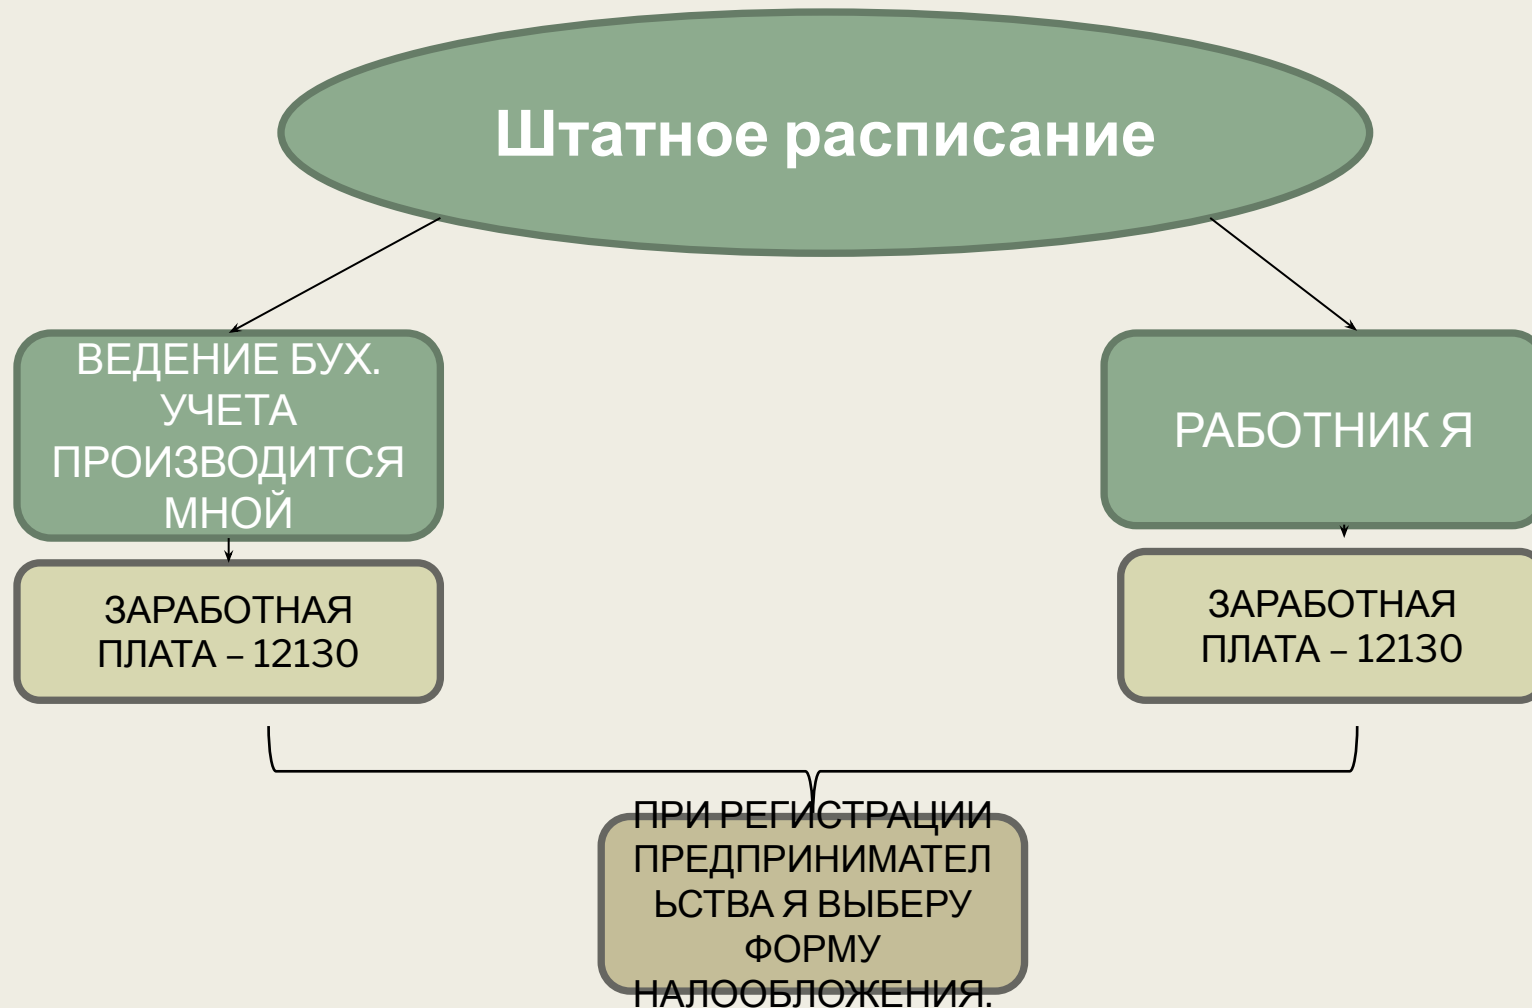 Штатное расписание
ВЕДЕНИЕ БУХ.
УЧЕТА
ПРОИЗВОДИТСЯ
МНОЙ
РАБОТНИК Я
ЗАРАБОТНАЯ
ПЛАТА – 12130
ЗАРАБОТНАЯ
ПЛАТА – 12130
ПРИ РЕГИСТРАЦИИ
ПРЕДПРИНИМАТЕЛ
ЬСТВА Я ВЫБЕРУ
ФОРМУ
НАЛООБЛОЖЕНИЯ.